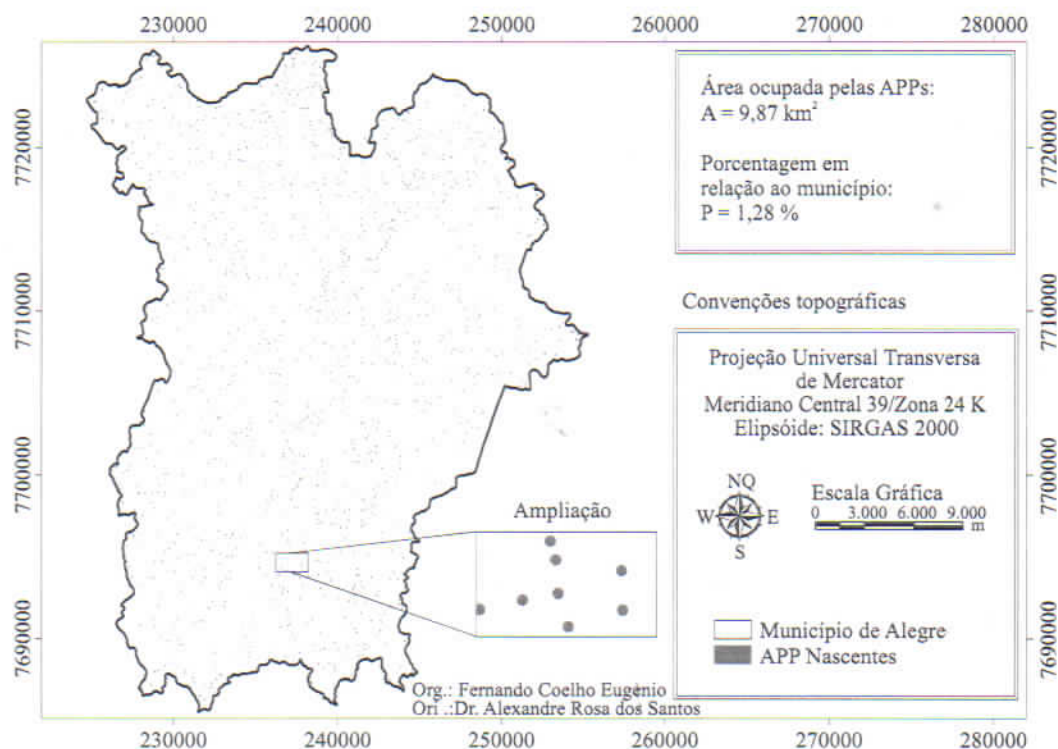 230000 240000 250000 260000 270000 280000
7720000
7710000
7700000
7690000
Área ocupada pelas APPs:
A = 9,87 km²
Porcentagem em
relação ao município:
P = 1,28 %
7720000
7710000
7700000
7690000
Convenções topográficas
Projeção Universal Transversa
de Mercator
Meridiano Central 39/Zona 24 K
Elipsóide: SIRGAS 2000
NQ
W E
S
Escala Gráfica
0 3.000 6.000 9.000
m
Ampliação
Município de Alegre
APP Nascentes
Org.: Fernando Coelho Eugênio
Ori .:Dr. Alexandre Rosa dos Santos
230000 240000 250000 260000 270000 280000